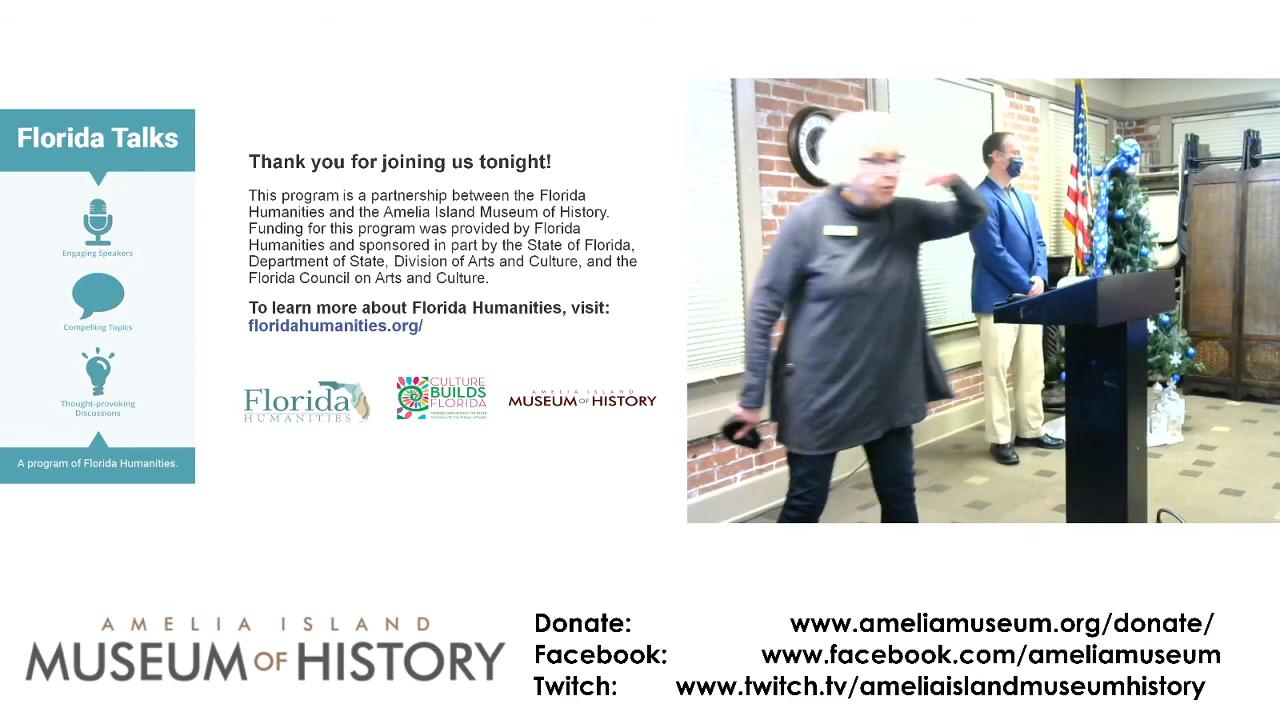 Florida Talks
Engaging Speakers
Compelling Topics
Thought-provoking
Discussions
A program of Florida Humanities.
Thank you for joining us tonight!
This program is a partnership between the Florida
Humanities and the Amelia Island Museum of History.
Funding for this program was provided by Florida
Humanities and sponsored in part by the State of Florida,
Department of State, Division of Arts and Culture, and the
Florida Council on Arts and Culture.
To learn more about Florida Humanities, visit:
floridahumanities.org/
Florida
HUMANITIES
CULTURE
BUILDS
FLORIDA
AMELIA ISLAND
MUSEUM OF HISTORY
AMELIA ISLAND
MUSEUM OF HISTORY
Donate: www.ameliamuseum.org/donate/
Facebook: www.facebook.com/ameliamuseum
Twitch: www.twitch.tv/ameliaislandmuseumhistory